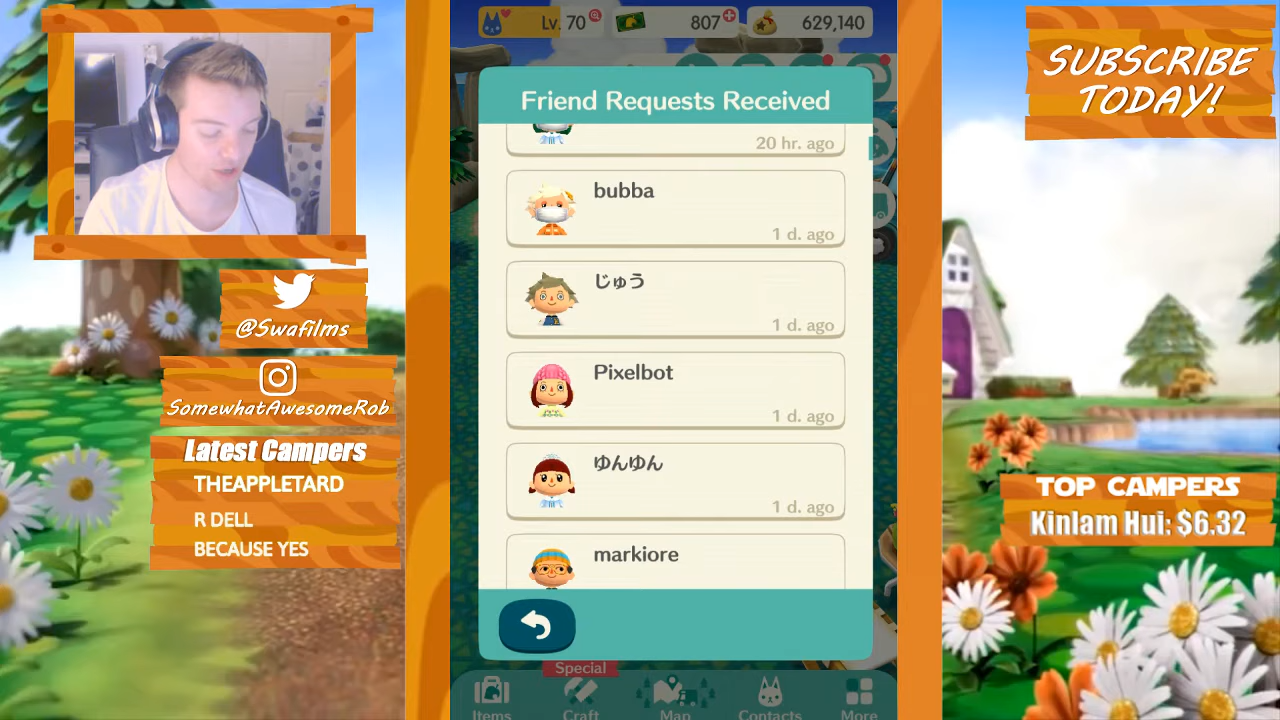 Lv. 70
807
629,140
Friend Requests Received
20 hr. ago
bubba
1 d. ago
じゅう
1 d. ago
Pixelbot
1 d. ago
ゆんゆん
1 d. ago
markiore
Special
Items
Craft
Map
Contacts
More
@Swafilms
SomewhatAwesomeRob
Latest Campers
THEAPPLETARD
R DELL
BECAUSE YES
SUBSCRIBE
TODAY!
TOP CAMPERS
Kinlam Hui: $6.32